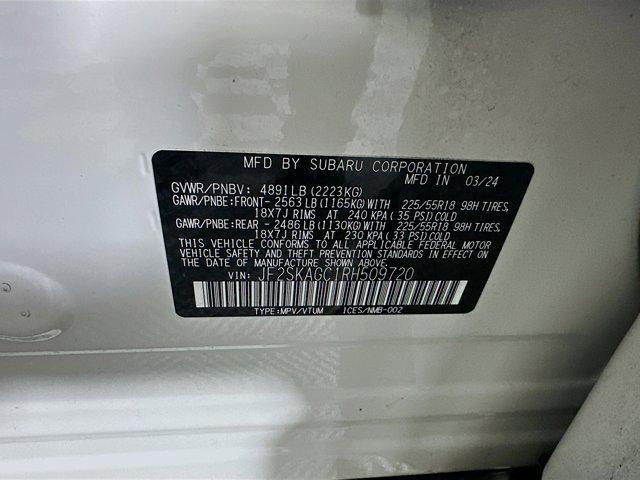 MFD BY SUBARU CORPORATION
MFD IN 03/24
GVWR/PNBV: 4891LB (2223KG)
GAWR/PNBE:FRONT- 2563LB (1165KG) WITH 225/55R18 98H TIRES,
18X7J RIMS AT 240 KPA (35 PSI)COLD
GAWR/PNBE:REAR - 2486LB (1130KG) WITH 225/55R18 98H TIRES,
18X7J RIMS AT 230 KPA (33 PSI)COLD
THIS VEHICLE CONFORMS TO ALL APPLICABLE FEDERAL MOTOR
VEHICLE SAFETY AND THEFT PREVENTION STANDARDS IN EFFECT ON
THE DATE OF MANUFACTURE SHOWN ABOVE.
VIN: JF2SKAGC1RH509720
TYPE:MPV/VTUM ICES/NMB-002